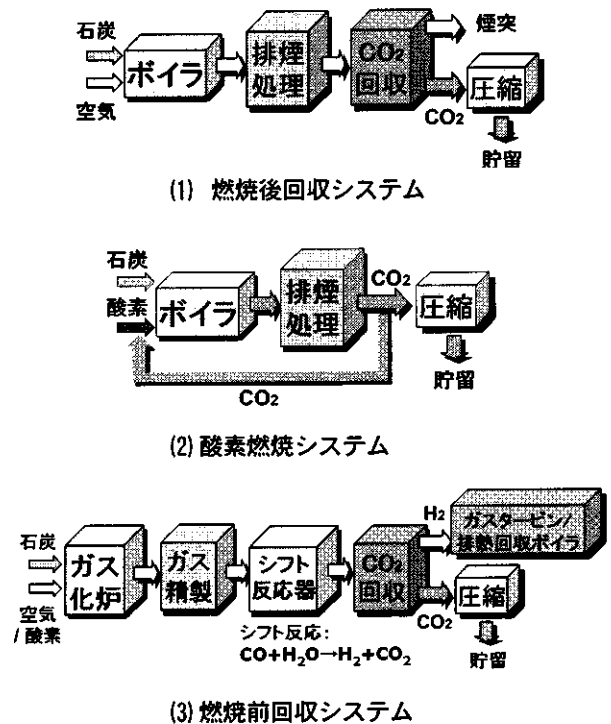 石炭
空気
ボイラ
排煙
処理
CO₂
回収
煙突
CO₂
圧縮
貯留
(1) 燃焼後回収システム
石炭
酸素
ボイラ
排煙
処理
CO₂
圧縮
貯留
CO₂
(2) 酸素燃焼システム
石炭
空気
/ 酸素
ガス
化炉
ガス
精製
シフト
反応器
シフト反応:
CO+H₂O→H₂+CO₂
CO₂
回収
H₂
ガスタービン/
排熱回収ボイラ
CO₂
圧縮
貯留
(3) 燃焼前回収システム